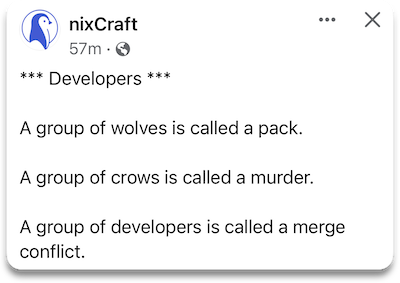 nixCraft
57m ·
*** Developers ***
A group of wolves is called a pack.
A group of crows is called a murder.
A group of developers is called a merge
conflict.